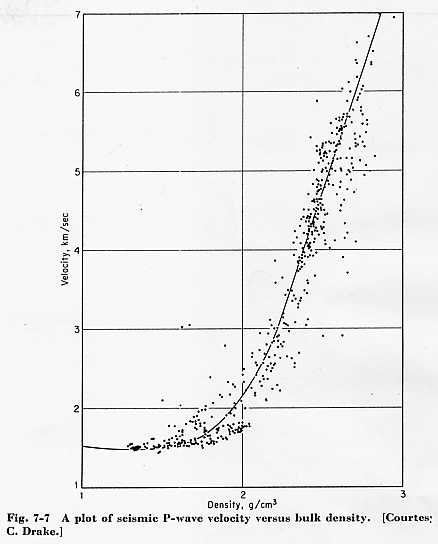 7
6
5
4
3
2
1
Velocity, km/sec
1
2
3
Density, g/cm³
Fig. 7-7 A plot of seismic P-wave velocity versus bulk density. [Courtes
C. Drake.]